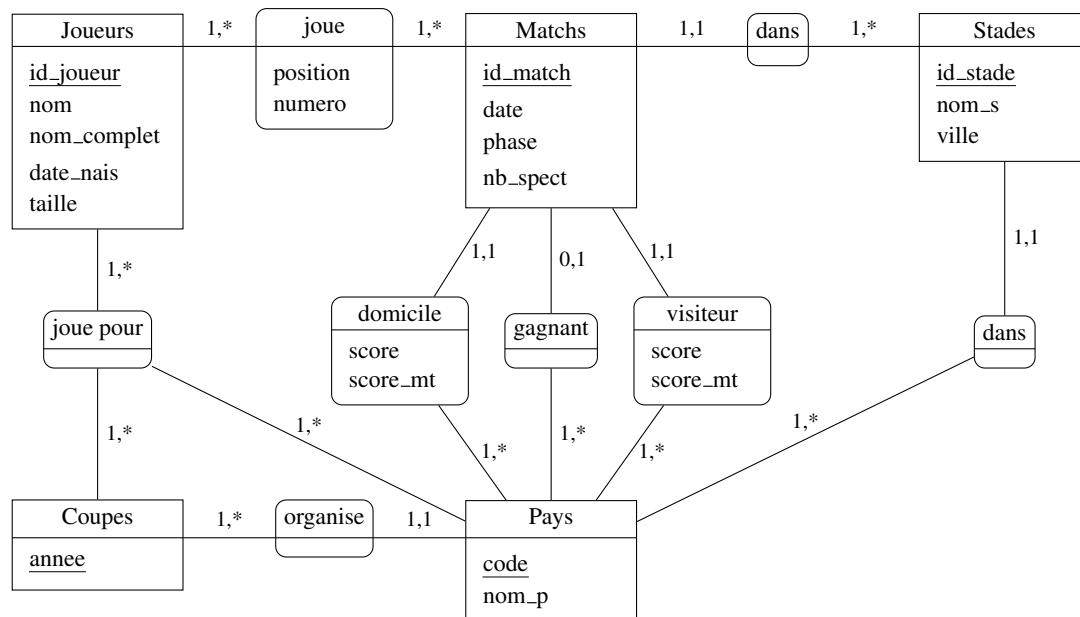 Joueurs
id_joueur
nom
nom_complet
date_nais
taille
1,*
joue
position
numero
1,*
Matchs
id_match
date
phase
nb_spect
1,1
dans
1,*
Stades
id_stade
nom_s
ville
1,*
1,1
0,1
1,1
1,1
joue pour
domicile
score
score_mt
gagnant
visiteur
score
score_mt
dans
1,*
1,*
1,*
1,*
1,*
1,*
Coupes
annee
1,*
organise
1,1
Pays
code
nom_p